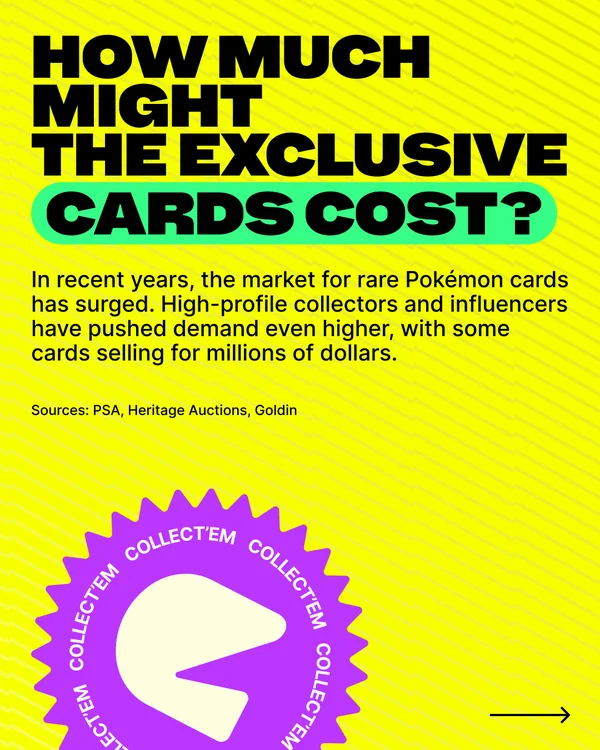 HOW MUCH
MIGHT
THE EXCLUSIVE
CARDS COST?
In recent years, the market for rare Pokémon cards
has surged. High-profile collectors and influencers
have pushed demand even higher, with some
cards selling for millions of dollars.
Sources: PSA, Heritage Auctions, Goldin
COLLECT'EM COLLECT'EM COLLECT'EM COLLECT'EM COLLECT'EM